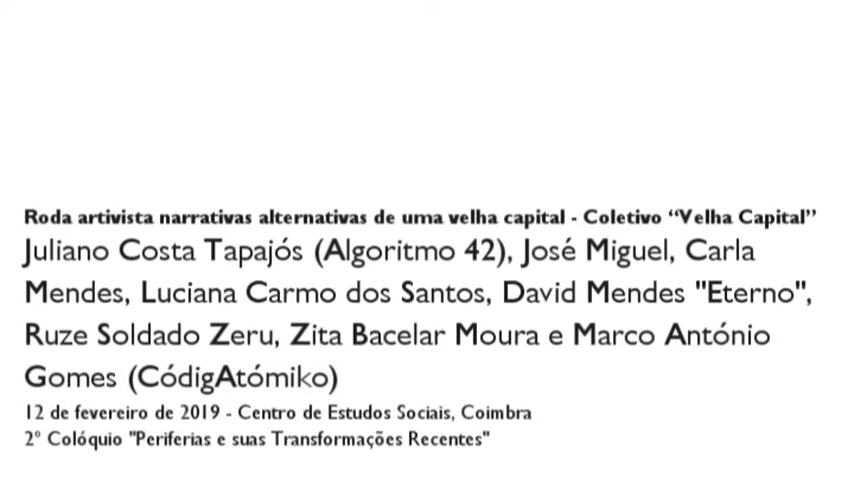 Roda artivista narrativas alternativas de uma velha capital - Coletivo “Velha Capital”
Juliano Costa Tapajós (Algoritmo 42), José Miguel, Carla
Mendes, Luciana Carmo dos Santos, David Mendes "Eterno",
Ruze Soldado Zeru, Zita Bacelar Moura e Marco António
Gomes (CódigAtómiko)
12 de fevereiro de 2019 - Centro de Estudos Sociais, Coimbra
2º Colóquio "Periferias e suas Transformações Recentes"